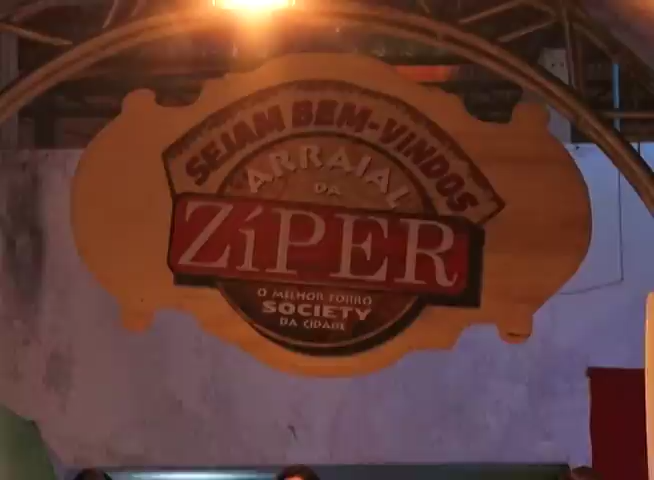 SEJAM BEM-VINDOS
ARRAIAL
DA
ZíPER
O MELHOR FORRÓ
SOCIETY
DA CIDADE